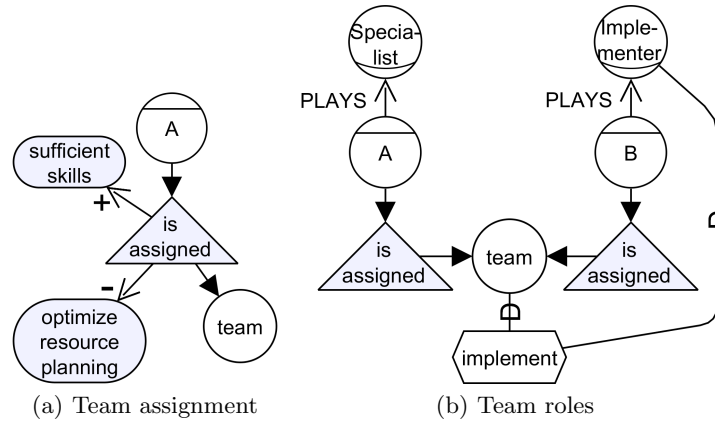 Specia-
list
Imple-
menter
PLAYS
PLAYS
A
A
B
sufficient
skills
+
is
assigned
is
assigned
team
is
assigned
-
optimize
resource
planning
team
D
D
implement
(a) Team assignment
(b) Team roles